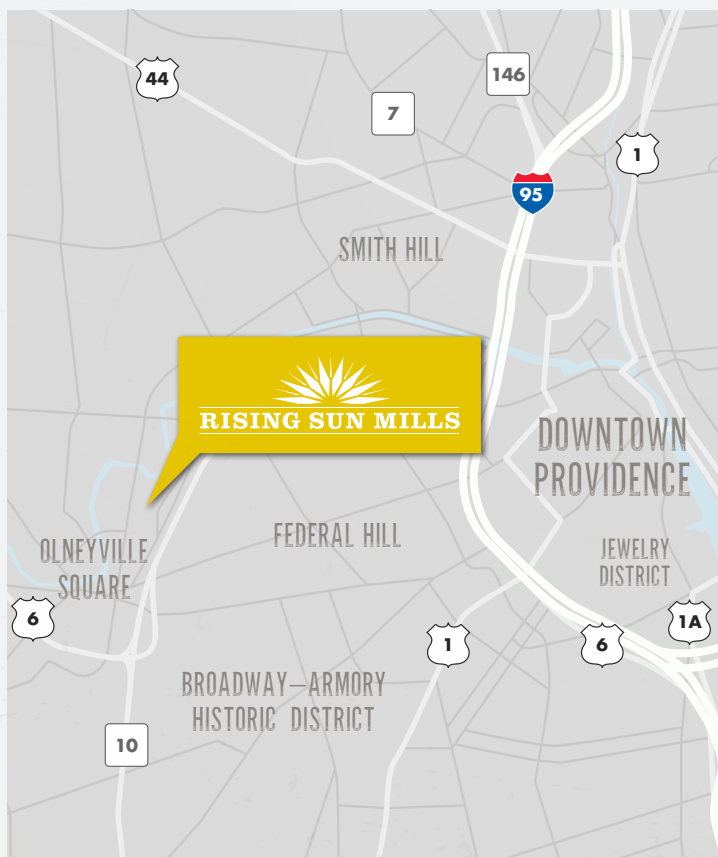 44
146
7
1
95
SMITH HILL
RISING SUN MILLS
DOWNTOWN
PROVIDENCE
OLNEYVILLE
SQUARE
FEDERAL HILL
JEWELRY
DISTRICT
6
1
6
1A
BROADWAY—ARMORY
HISTORIC DISTRICT
10